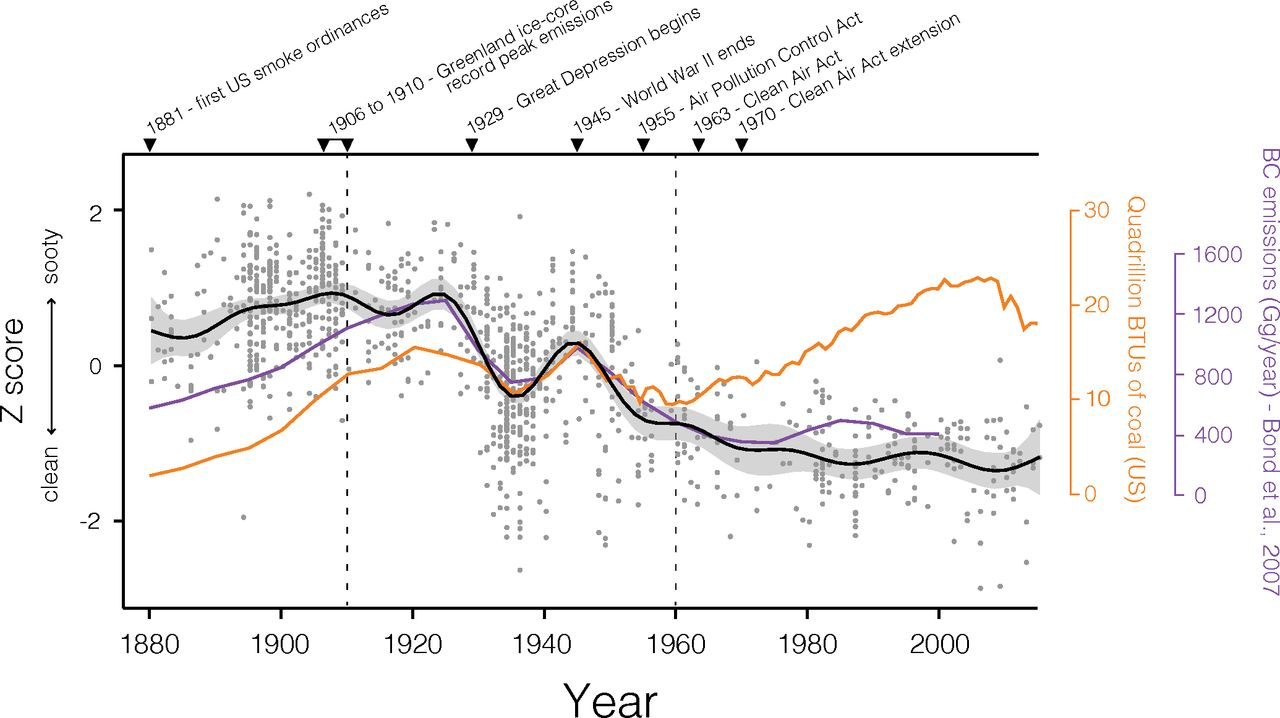 1881 - first US smoke ordinances
1906 to 1910 - Greenland ice-core
record peak emissions
1929 - Great Depression begins
1945 - World War II ends
1955 - Air Pollution Control Act
1963 - Clean Air Act
1970 - Clean Air Act extension
Z score
clean ←→ sooty
2
0
-2
1880
1900
1920
1940
1960
1980
2000
Year
30
20
10
0
Quadrillion BTUs of coal (US)
1600
1200
800
400
0
BC emissions (Gg/year) - Bond et al., 2007